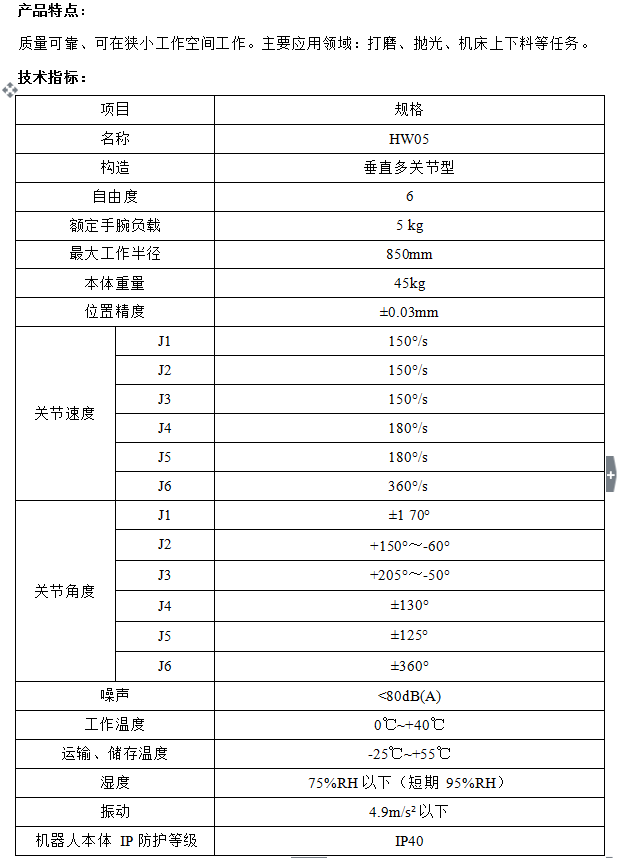 产品特点：
质量可靠、可在狭小工作空间工作。主要应用领域：打磨、抛光、机床上下料等任务。
技术指标：
项目 规格
名称 HW05
构造 垂直多关节型
自由度 6
额定手腕负载 5 kg
最大工作半径 850mm
本体重量 45kg
位置精度 ±0.03mm
关节速度 J1 150°/s
J2 150°/s
J3 150°/s
J4 180°/s
J5 180°/s
J6 360°/s
关节角度 J1 ±1 70°
J2 +150°～-60°
J3 +205°～-50°
J4 ±130°
J5 ±125°
J6 ±360°
噪声 <80dB(A)
工作温度 0℃~+40℃
运输、储存温度 -25℃~+55℃
湿度 75%RH以下（短期 95%RH）
振动 4.9m/s²以下
机器人本体 IP防护等级 IP40